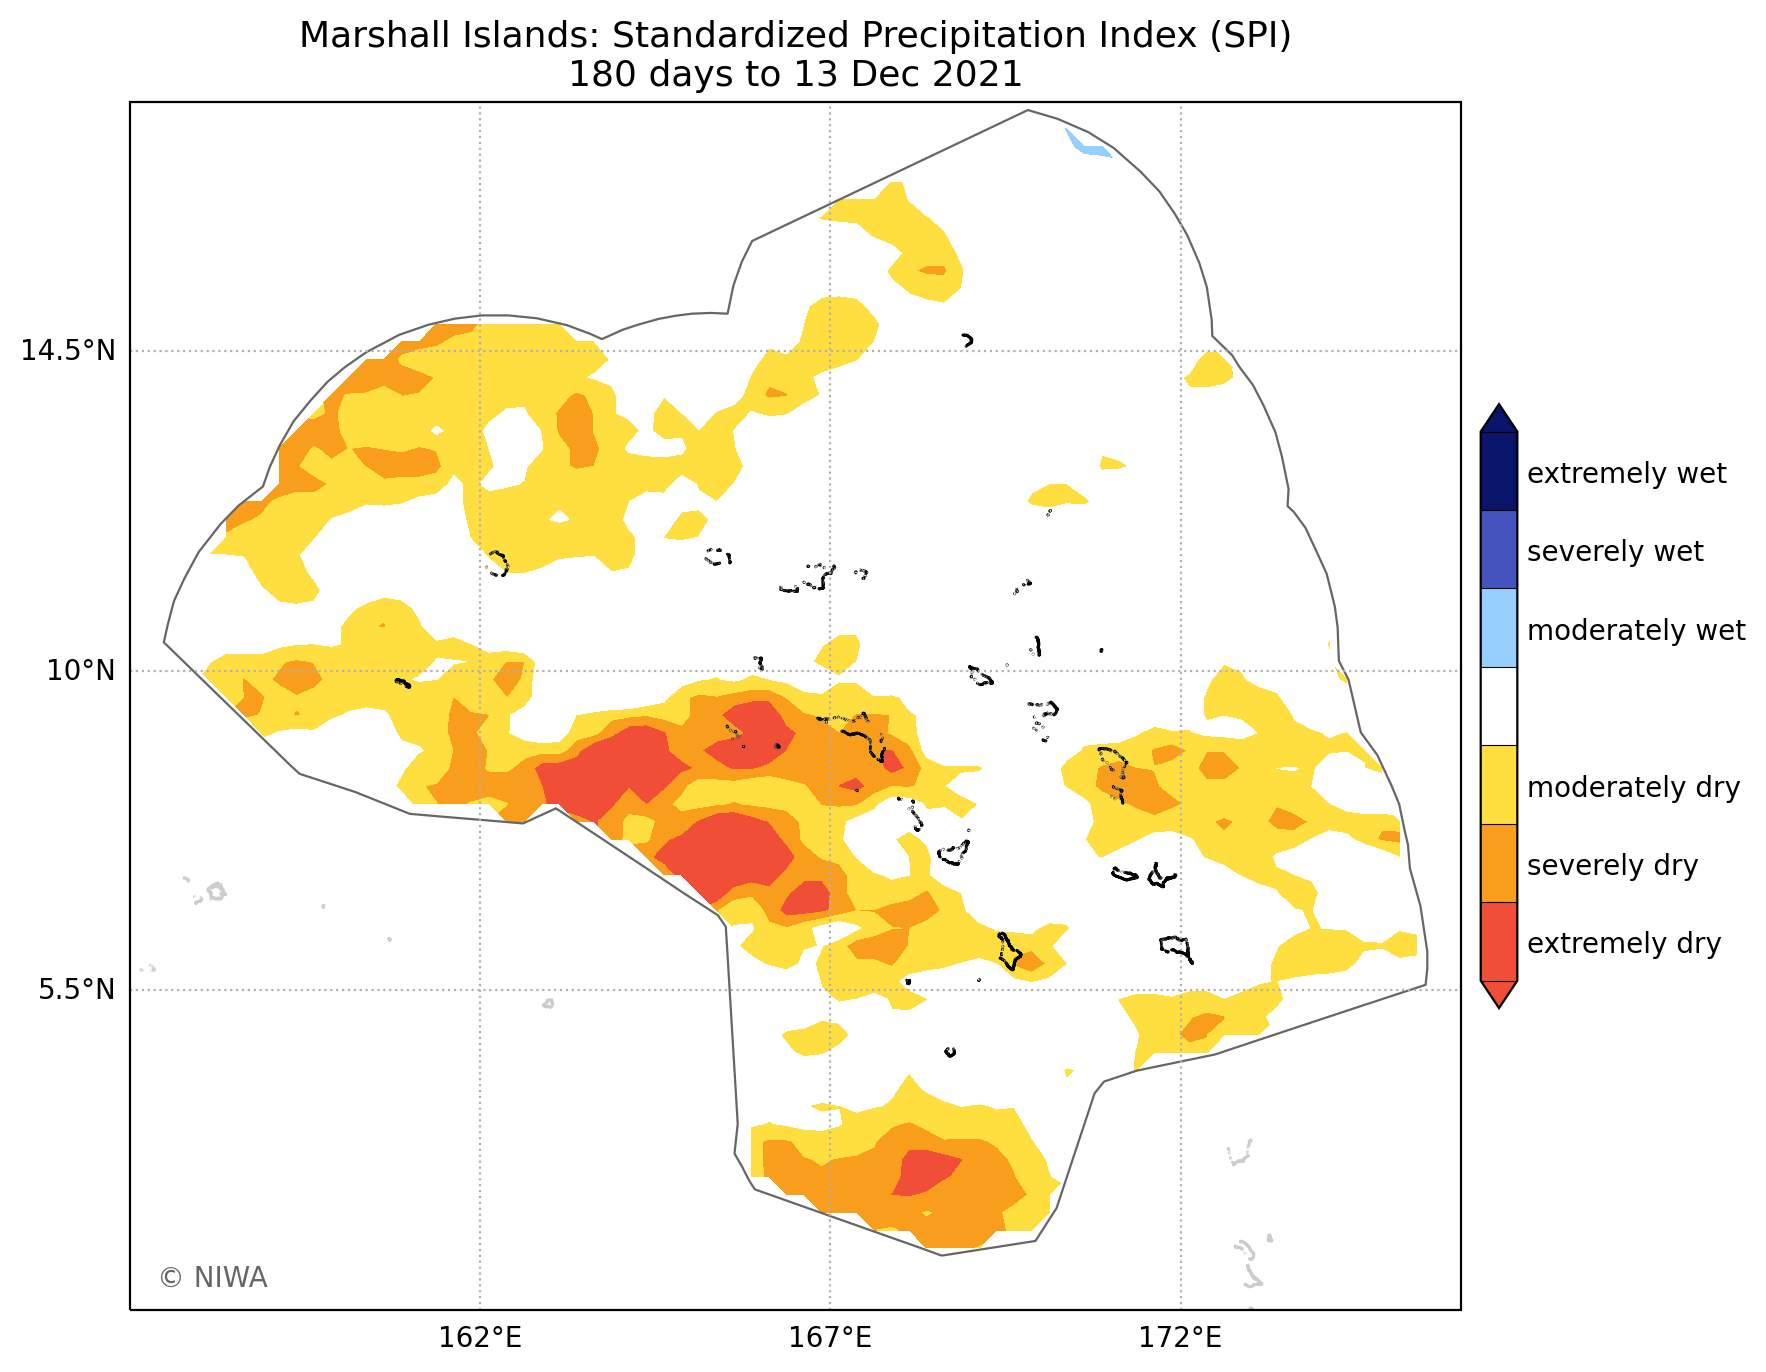 Marshall Islands: Standardized Precipitation Index (SPI)
180 days to 13 Dec 2021
14.5°N
10°N
5.5°N
162°E
167°E
172°E
extremely wet
severely wet
moderately wet
moderately dry
severely dry
extremely dry
© NIWA